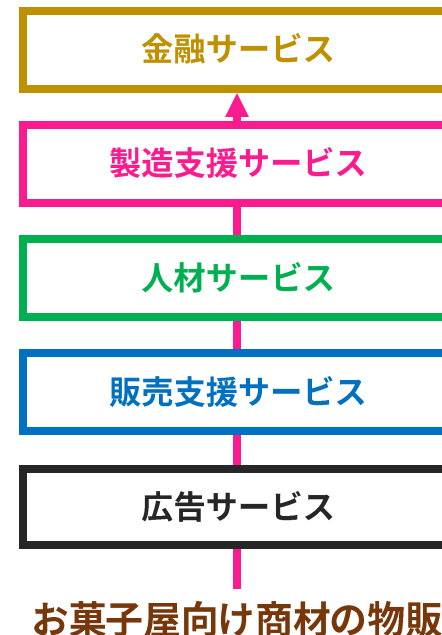 金融サービス
製造支援サービス
人材サービス
販売支援サービス
広告サービス
お菓子屋向け商材の物販